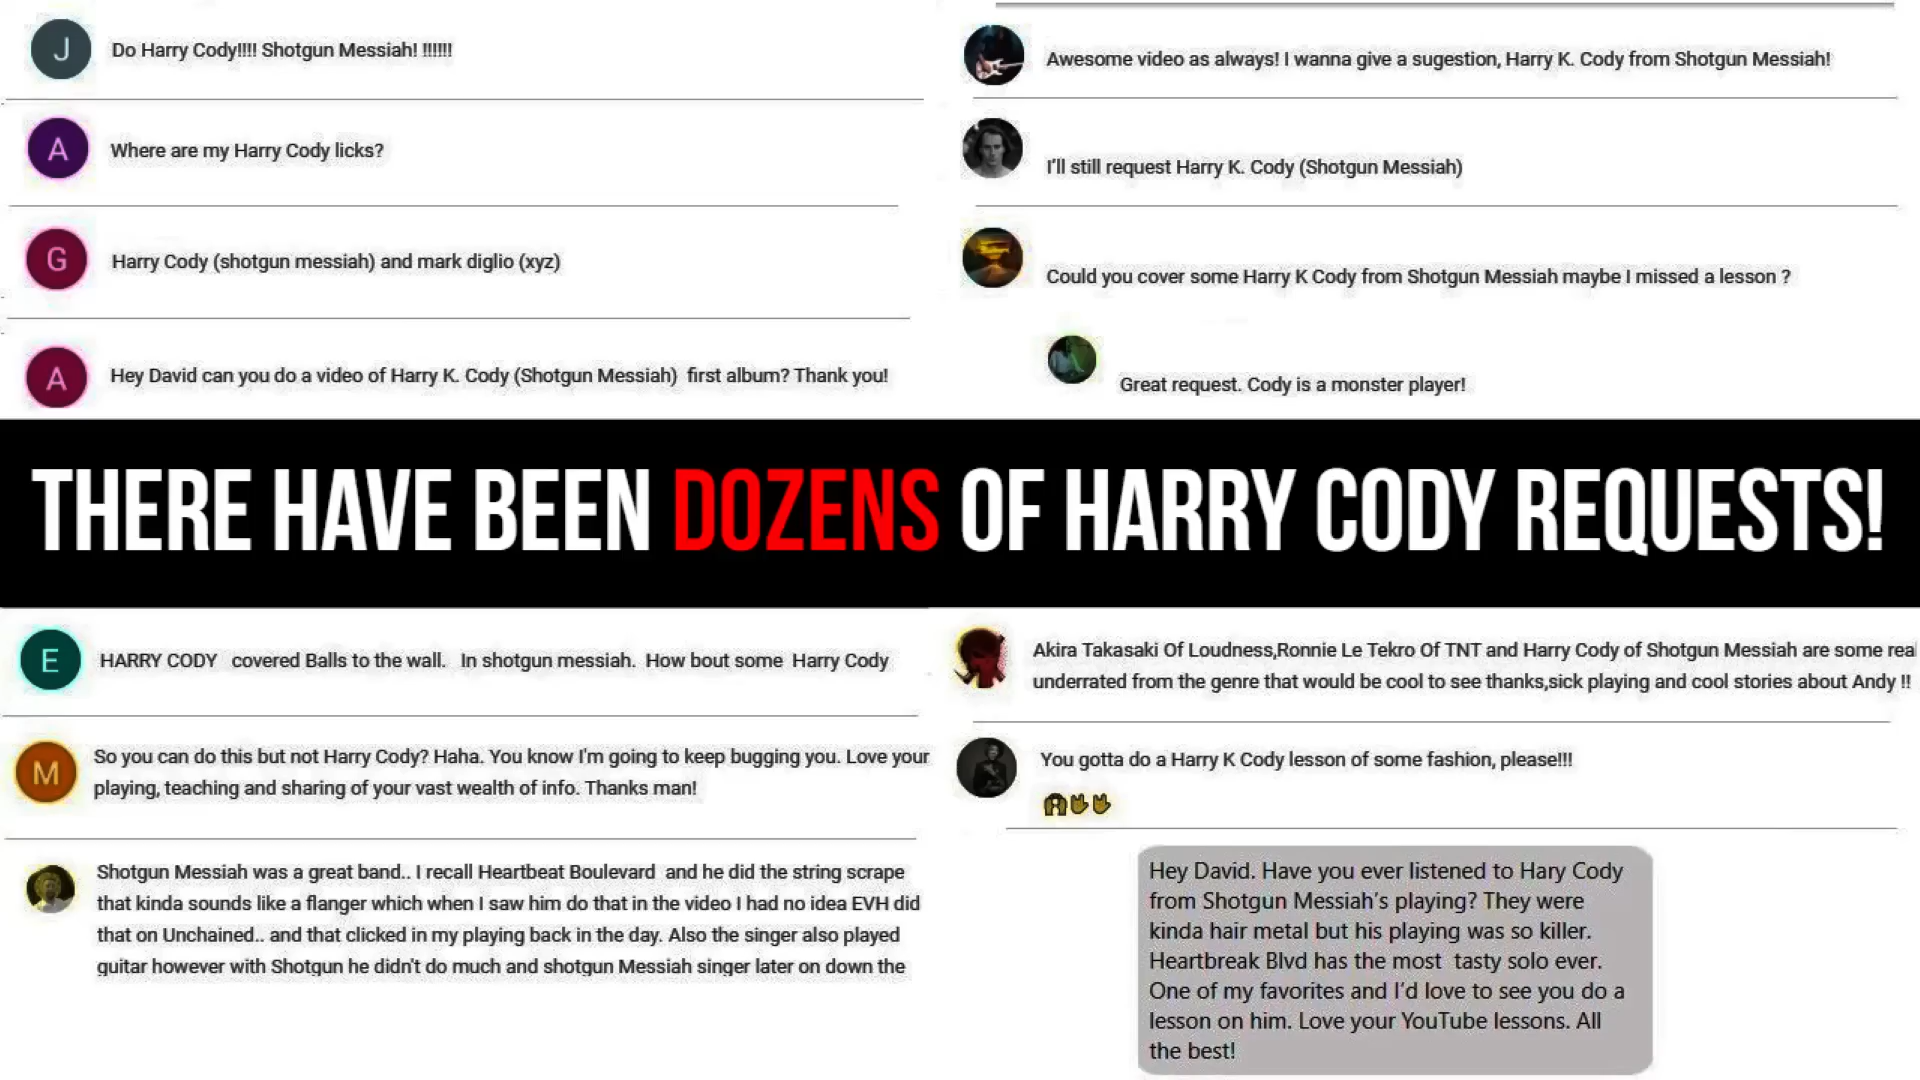 J
Do Harry Cody!!!! Shotgun Messiah! !!!!!!
A
Where are my Harry Cody licks?
G
Harry Cody (shotgun messiah) and mark diglio (xyz)
A
Hey David can you do a video of Harry K. Cody (Shotgun Messiah) first album? Thank you!
Awesome video as always! I wanna give a sugestion, Harry K. Cody from Shotgun Messiah!
I'll still request Harry K. Cody (Shotgun Messiah)
Could you cover some Harry K Cody from Shotgun Messiah maybe I missed a lesson ?
Great request. Cody is a monster player!
THERE HAVE BEEN DOZENS OF HARRY CODY REQUESTS!
E
HARRY CODY covered Balls to the wall. In shotgun messiah. How bout some Harry Cody
M
So you can do this but not Harry Cody? Haha. You know I'm going to keep bugging you. Love your
playing, teaching and sharing of your vast wealth of info. Thanks man!
Shotgun Messiah was a great band.. I recall Heartbeat Boulevard and he did the string scrape
that kinda sounds like a flanger which when I saw him do that in the video I had no idea EVH did
that on Unchained.. and that clicked in my playing back in the day. Also the singer also played
guitar however with Shotgun he didn't do much and shotgun Messiah singer later on down the
Akira Takasaki Of Loudness,Ronnie Le Tekro Of TNT and Harry Cody of Shotgun Messiah are some real
underrated from the genre that would be cool to see thanks,sick playing and cool stories about Andy !!
You gotta do a Harry K Cody lesson of some fashion, please!!!
Hey David. Have you ever listened to Hary Cody
from Shotgun Messiah's playing? They were
kinda hair metal but his playing was so killer.
Heartbreak Blvd has the most tasty solo ever.
One of my favorites and I'd love to see you do a
lesson on him. Love your YouTube lessons. All
the best!